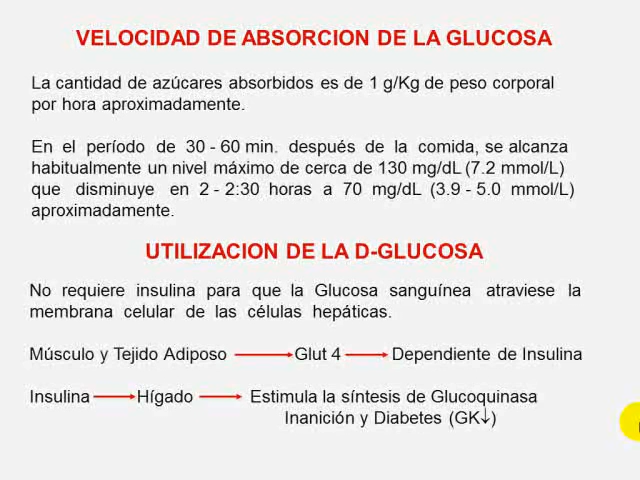 VELOCIDAD DE ABSORCION DE LA GLUCOSA
La cantidad de azúcares absorbidos es de 1 g/Kg de peso corporal
por hora aproximadamente.
En el período de 30 - 60 min. después de la comida, se alcanza
habitualmente un nivel máximo de cerca de 130 mg/dL (7.2 mmol/L)
que disminuye en 2 - 2:30 horas a 70 mg/dL (3.9 - 5.0 mmol/L)
aproximadamente.
UTILIZACION DE LA D-GLUCOSA
No requiere insulina para que la Glucosa sanguínea atraviese la
membrana celular de las células hepáticas.
Músculo y Tejido Adiposo → Glut 4 → Dependiente de Insulina
Insulina → Hígado → Estimula la síntesis de Glucoquinasa
Inanición y Diabetes (GK↓)